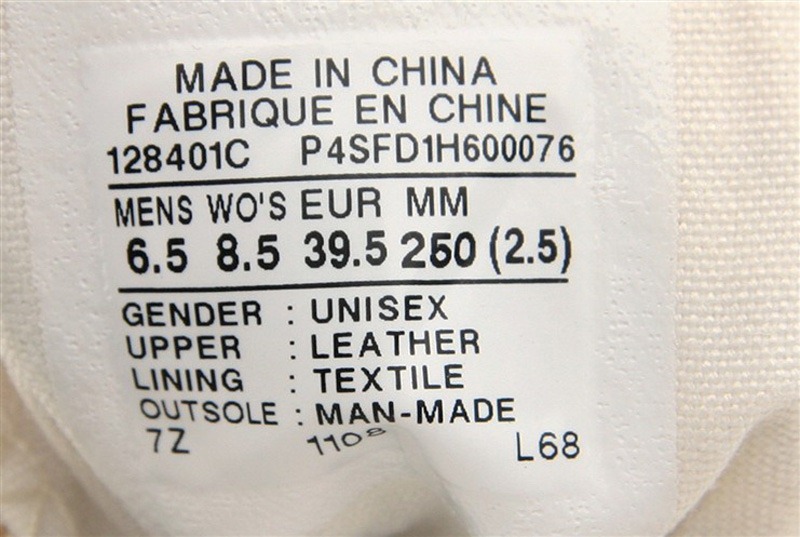 MADE IN CHINA
FABRIQUE EN CHINE
128401C P4SFD1H600076
MENS WO'S EUR MM
6.5 8.5 39.5 250 (2.5)
GENDER : UNISEX
UPPER : LEATHER
LINING : TEXTILE
OUTSOLE : MAN-MADE
7Z 1108 L68